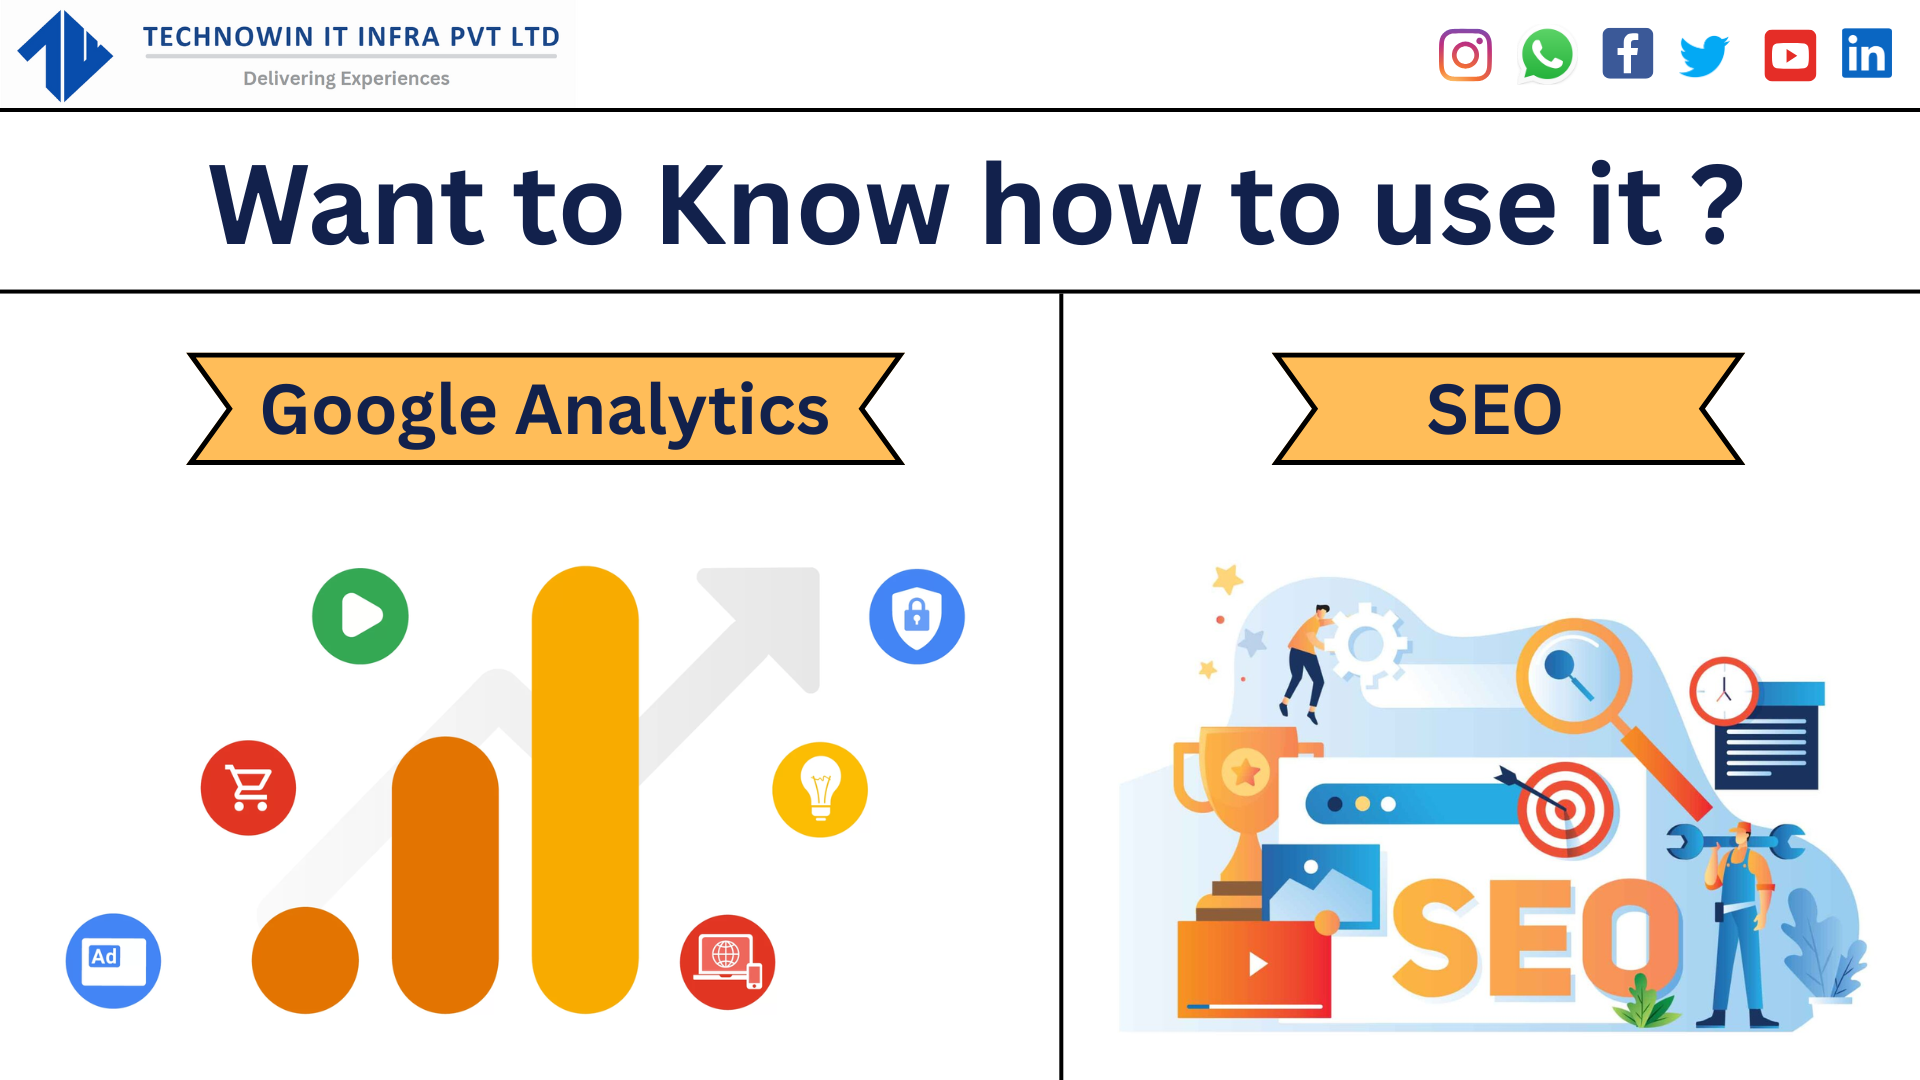 TECHNOWIN IT INFRA PVT LTD
Delivering Experiences
Want to Know how to use it ?
Google Analytics
SEO
Ad
SEO